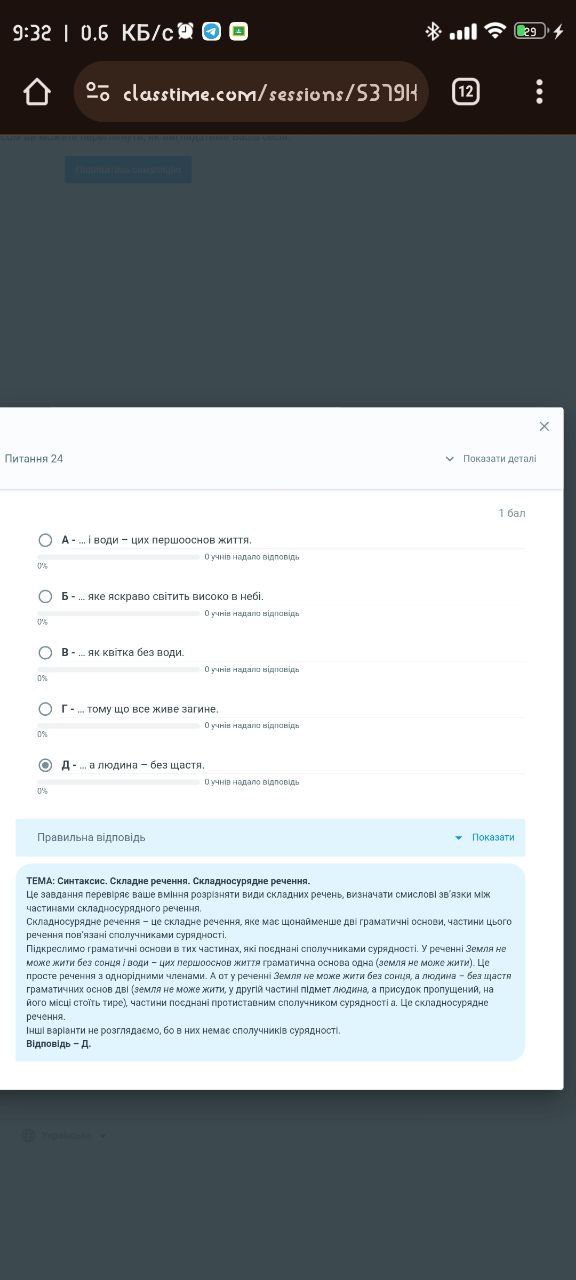 9:32 | 0.6 КБ/с
29
classtime.com/sessions/S379H
12
Питання 24
Показати деталі
1 бал
А - ... і води – цих першооснов життя.
0 учнів надало відповідь
0%
Б - ... яке яскраво світить високо в небі.
0 учнів надало відповідь
0%
В - ... як квітка без води.
0 учнів надало відповідь
0%
Г - ... тому що все живе загине.
0 учнів надало відповідь
0%
Д - ... а людина – без щастя.
0 учнів надало відповідь
0%
Правильна відповідь
Показати
ТЕМА: Синтаксис. Складне речення. Складносурядне речення.
Це завдання перевіряє ваше вміння розрізняти види складних речень, визначати смислові зв'язки між
частинами складносурядного речення.
Складносурядне речення – це складне речення, яке має щонайменше дві граматичні основи, частини цього
речення пов'язані сполучниками сурядності.
Підкреслимо граматичні основи в тих частинах, які поєднані сполучниками сурядності. У реченні Земля не
може жити без сонця і води – цих першооснов життя граматична основа одна (земля не може жити). Це
просте речення з однорідними членами. А от у реченні Земля не може жити без сонця, а людина – без щастя
граматичних основ дві (земля не може жити, у другій частині підмет людина, а присудок пропущений, на
його місці стоїть тире), частини поєднані протиставним сполучником сурядності а. Це складносурядне
речення.
Інші варіанти не розглядаємо, бо в них немає сполучників сурядності.
Відповідь – Д.
Українська